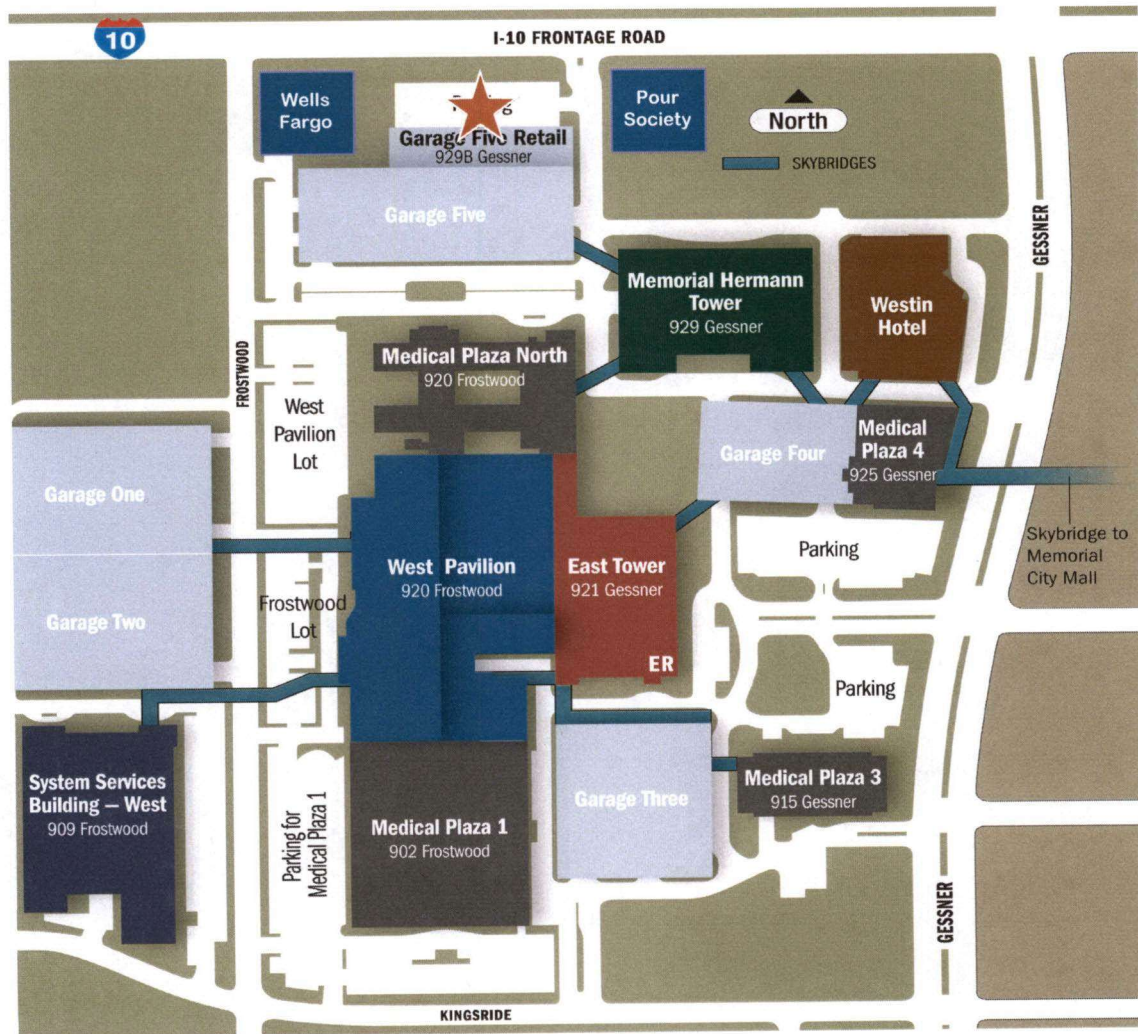 10
I-10 FRONTAGE ROAD
Wells
Fargo
Garage Five Retail
929B Gessner
Pour
Society
North
SKYBRIDGES
Garage Five
GESSNER
Memorial Hermann
Tower
929 Gessner
Westin
Hotel
Medical Plaza North
920 Frostwood
FROSTWOOD
West
Pavilion
Lot
Garage One
Garage Four
Medical
Plaza 4
925 Gessner
Skybridge to
Memorial
City Mall
Parking
West Pavilion
920 Frostwood
East Tower
921 Gessner
ER
Garage Two
Frostwood
Lot
Parking
System Services
Building — West
909 Frostwood
Parking for
Medical Plaza 1
Medical Plaza 1
902 Frostwood
Garage Three
Medical Plaza 3
915 Gessner
GESSNER
KINGSRIDE